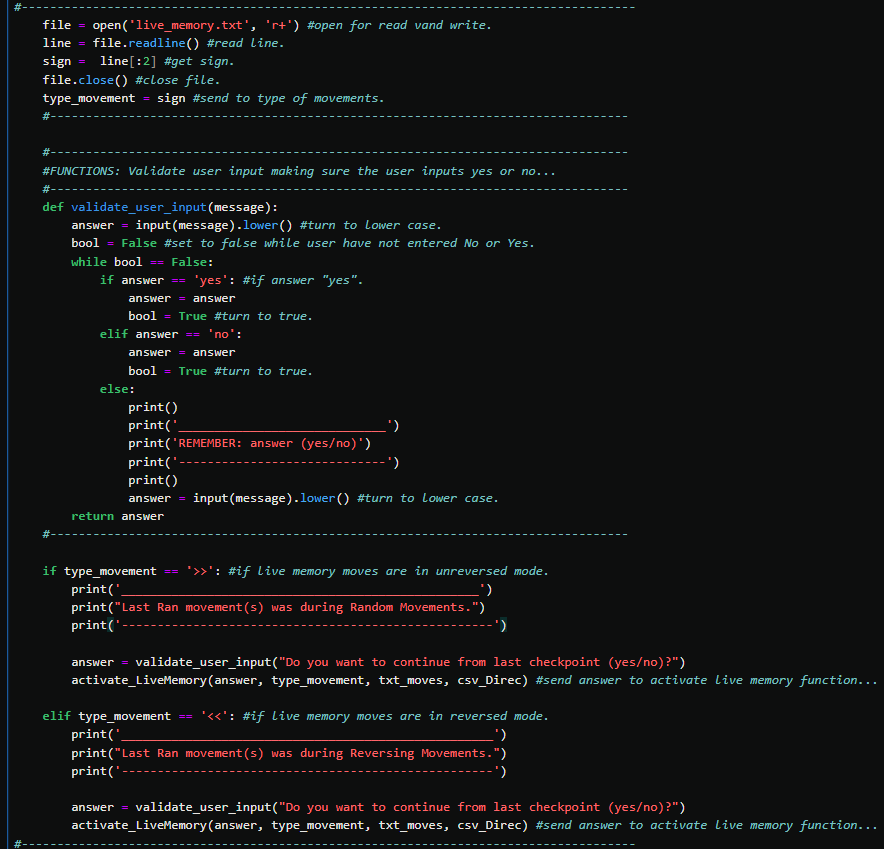 #--------------------------------------------------------------------------------------
file = open('live_memory.txt', 'r+') #open for read vand write.
line = file.readline() #read line.
sign =  line[:2] #get sign.
file.close() #close file.
type_movement = sign #send to type of movements.
#---------------------------------------------------------------------------------
#---------------------------------------------------------------------------------
#FUNCTIONS: Validate user input making sure the user inputs yes or no...
#---------------------------------------------------------------------------------
def validate_user_input(message):
    answer = input(message).lower() #turn to lower case.
    bool = False #set to false while user have not entered No or Yes.
    while bool == False:
        if answer == 'yes': #if answer "yes".
            answer = answer
            bool = True #turn to true.
        elif answer == 'no':
            answer = answer
            bool = True #turn to true.
        else:
            print()
            print('_____________________________')
            print('REMEMBER: answer (yes/no)')
            print('-----------------------------')
            print()
            answer = input(message).lower() #turn to lower case.
    return answer
#---------------------------------------------------------------------------------
if type_movement == '>>': #if live memory moves are in unreversed mode.
    print('__________________________________________________')
    print("Last Ran movement(s) was during Random Movements.")
    print('----------------------------------------------------')
    answer = validate_user_input("Do you want to continue from last checkpoint (yes/no)?")
    activate_LiveMemory(answer, type_movement, txt_moves, csv_Direc) #send answer to activate live memory function...
elif type_movement == '<<': #if live memory moves are in reversed mode.
    print('____________________________________________________')
    print("Last Ran movement(s) was during Reversing Movements.")
    print('----------------------------------------------------')
    answer = validate_user_input("Do you want to continue from last checkpoint (yes/no)?")
    activate_LiveMemory(answer, type_movement, txt_moves, csv_Direc) #send answer to activate live memory function...
#--------------------------------------------------------------------------------------